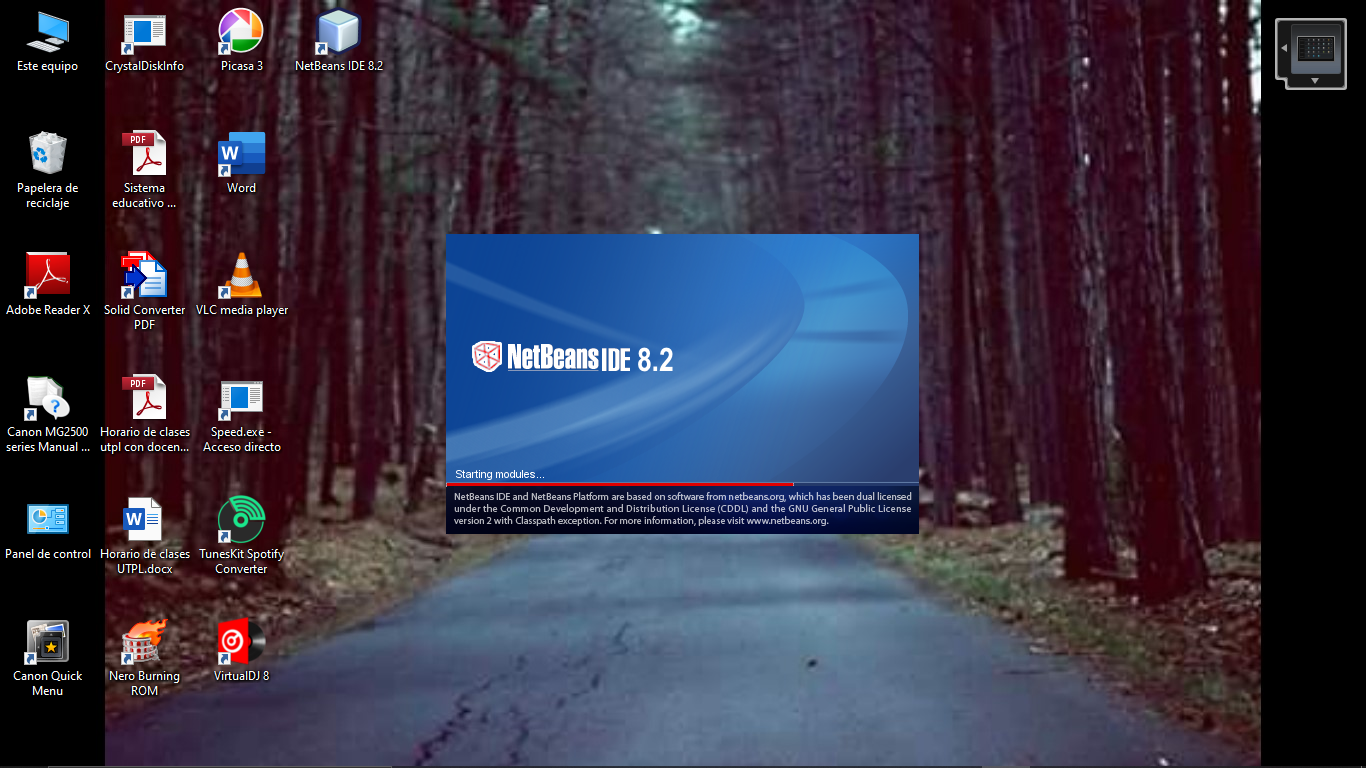 Este equipo
CrystalDiskInfo
Picasa 3
NetBeans IDE 8.2
Papelera de
reciclaje
PDF
Sistema
educativo ...
W
Word
Adobe Reader X
Solid Converter
PDF
VLC media player
Canon MG2500
series Manual ...
PDF
Horario de clases
utpl con docen...
Speed.exe -
Acceso directo
Panel de control
W
Horario de clases
UTPL.docx
TunesKit Spotify
Converter
Canon Quick
Menu
Nero Burning
ROM
VirtualDJ 8
NetBeans IDE 8.2
Starting modules...
NetBeans IDE and NetBeans Platform are based on software from netbeans.org, which has been dual licensed
under the Common Development and Distribution License (CDDL) and the GNU General Public License
version 2 with Classpath exception. For more information, please visit www.netbeans.org.